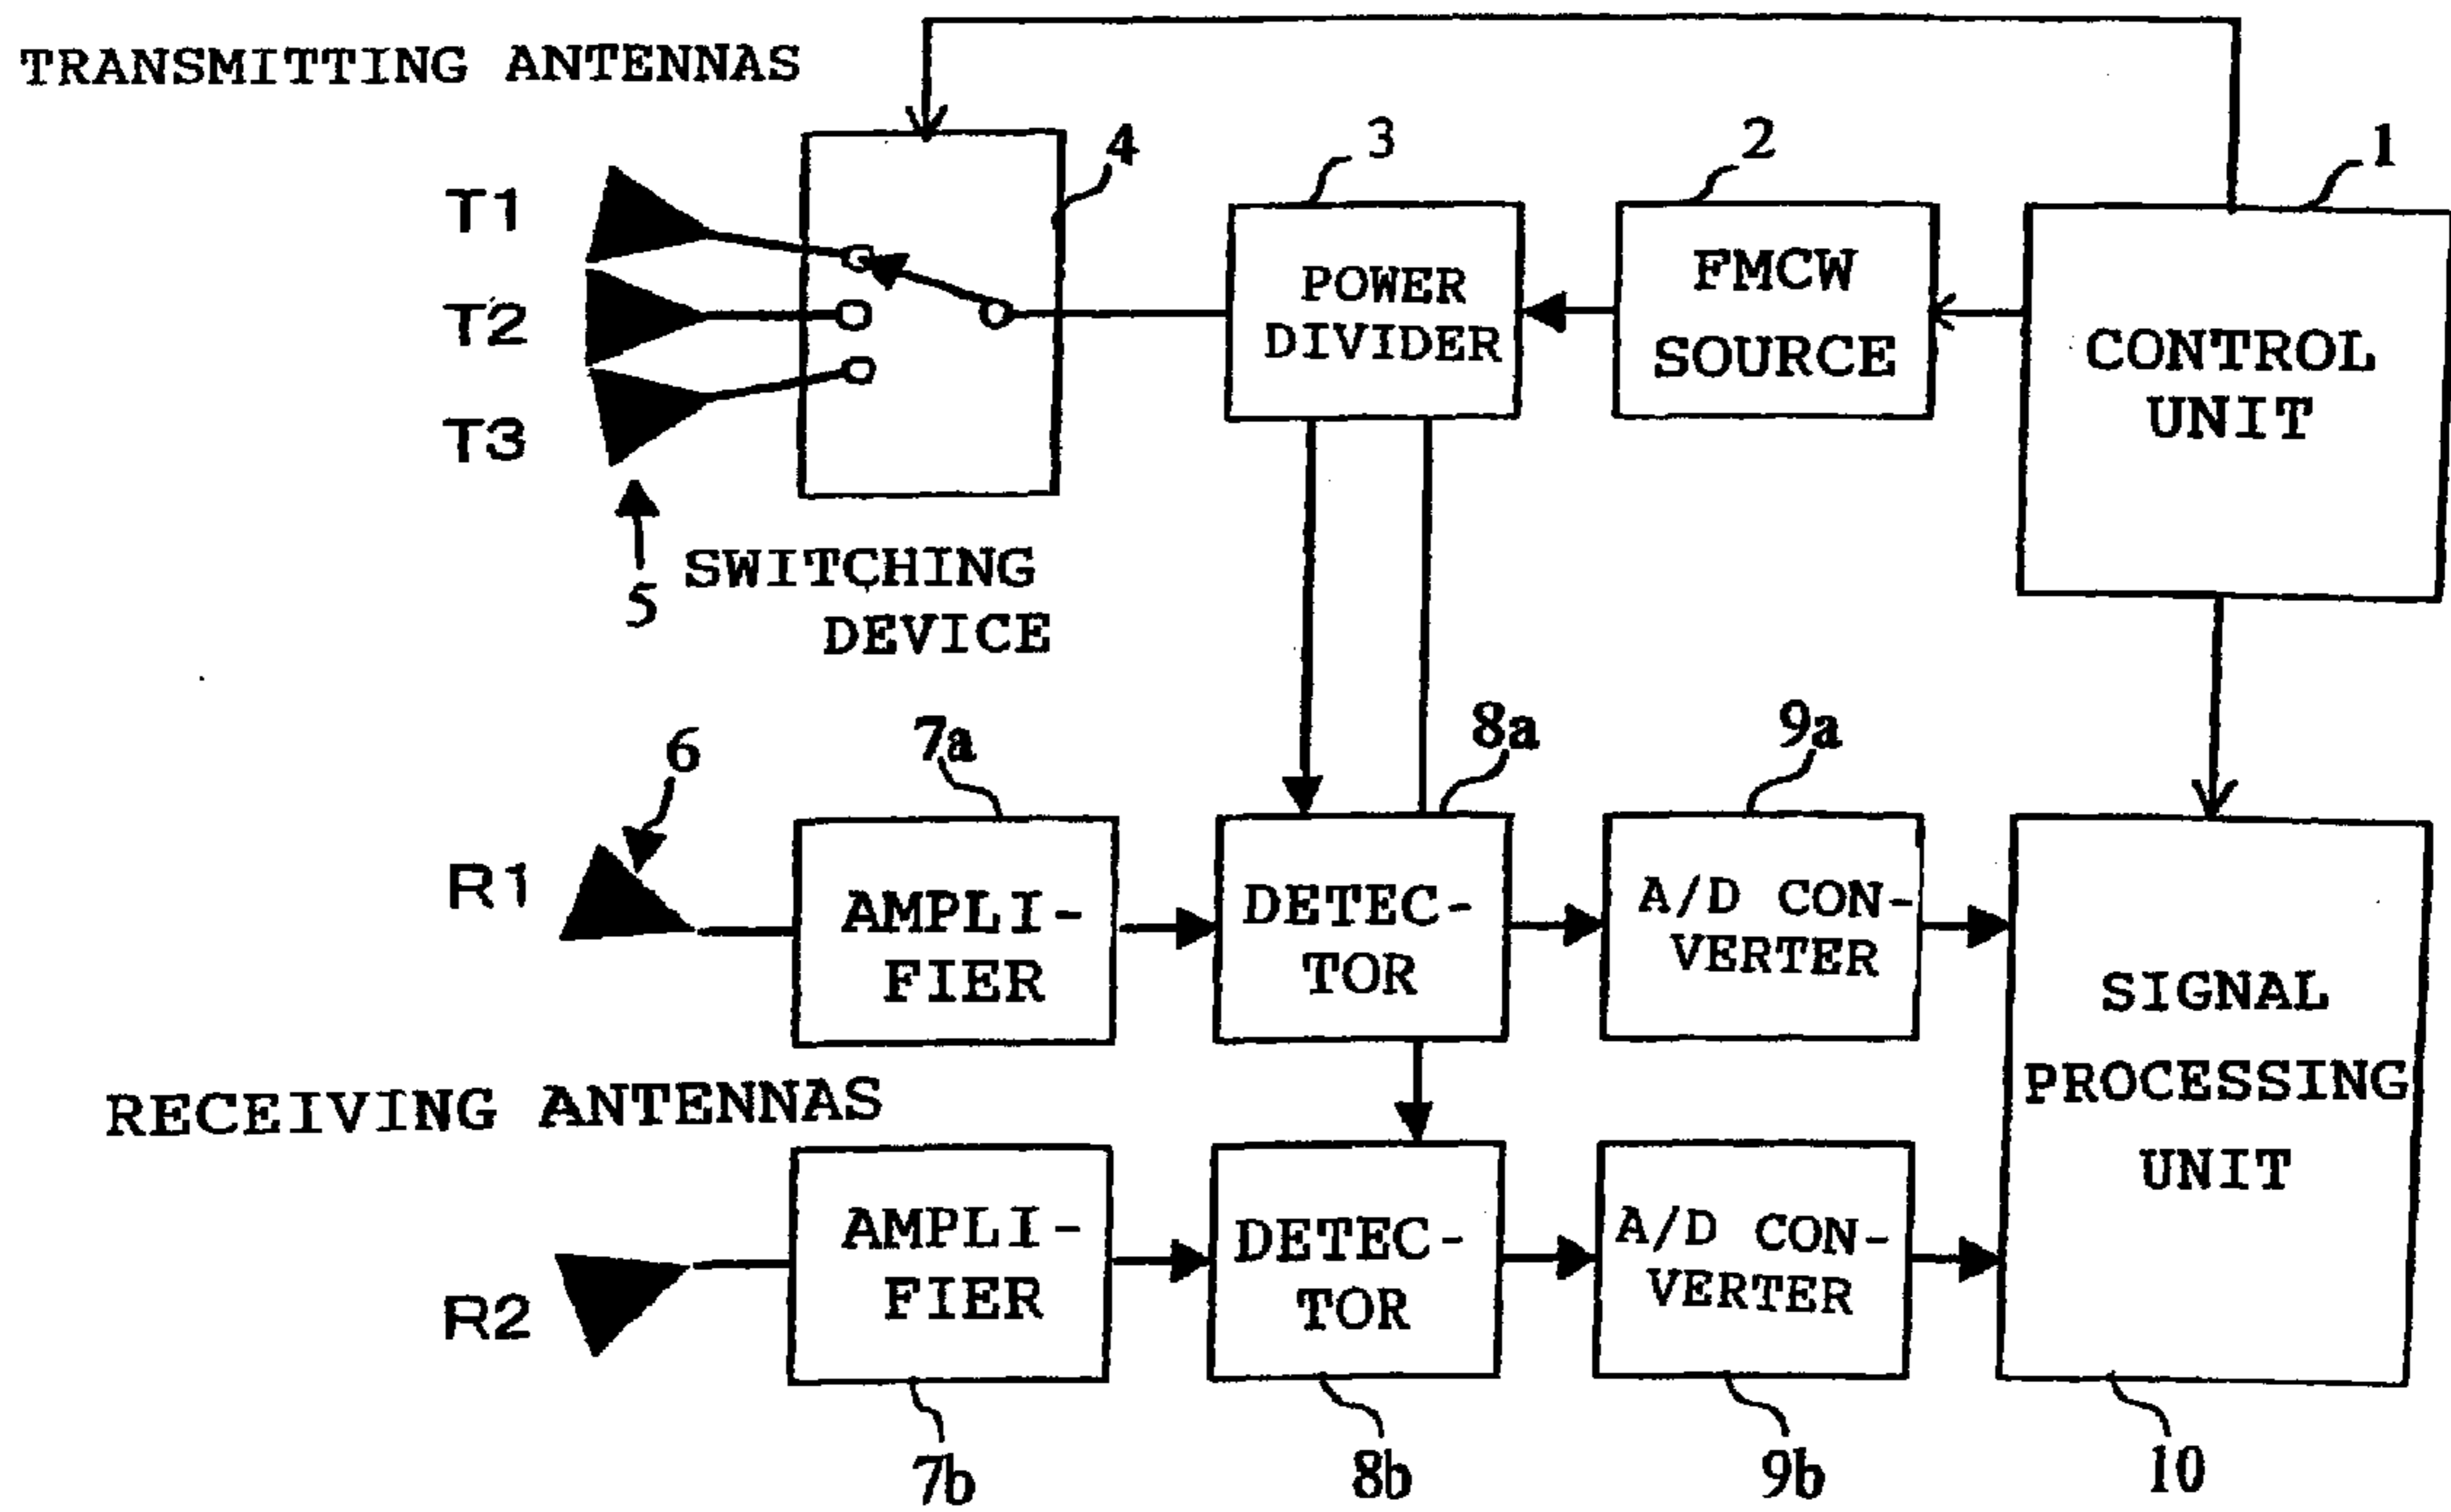 TRANSMITTING ANTENNAS
T1
T2
T3
4
3
2
1
POWER
DIVIDER
FMCW
SOURCE
CONTROL
UNIT
5
SWITCHING
DEVICE
6
7a
8a
9a
R1
AMPLI-
FIER
DETEC-
TOR
A/D CON-
VERTER
SIGNAL
PROCESSING
UNIT
RECEIVING ANTENNAS
R2
AMPLI-
FIER
DETEC-
TOR
A/D CON-
VERTER
7b
8b
9b
10